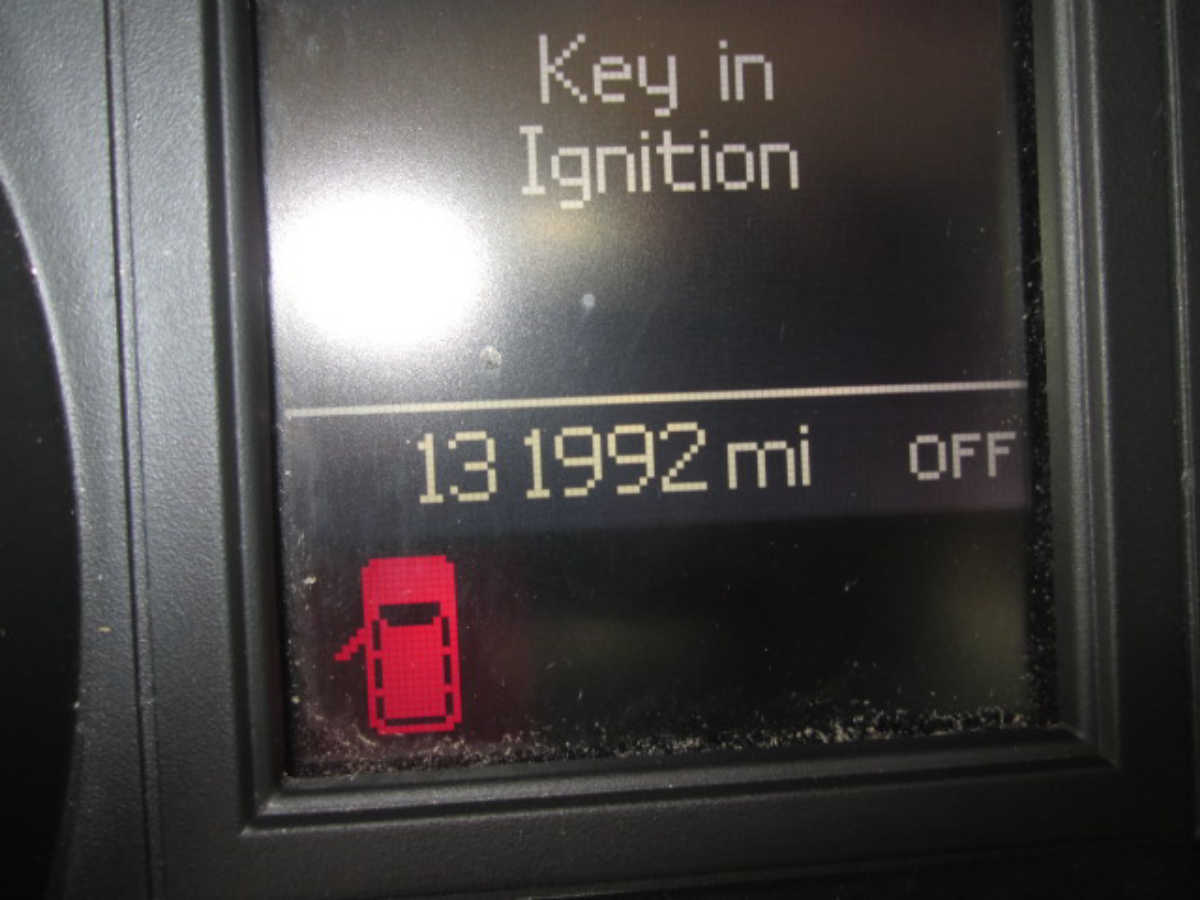 Key in
Ignition
131992 mi OFF